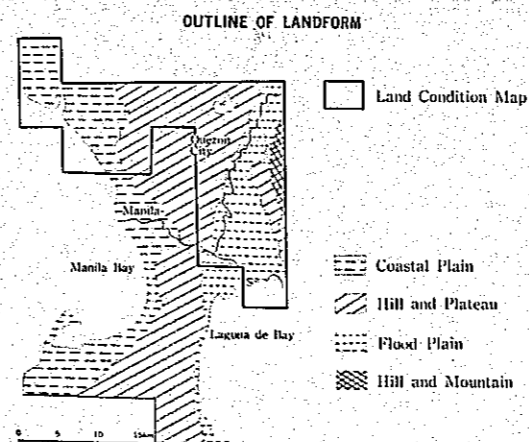 OUTLINE OF LANDFORM
Land Condition Map
Quezon
City
Manila
Manila Bay
Laguna de Bay
Coastal Plain
Hill and Plateau
Flood Plain
Hill and Mountain
0 5 10 15km